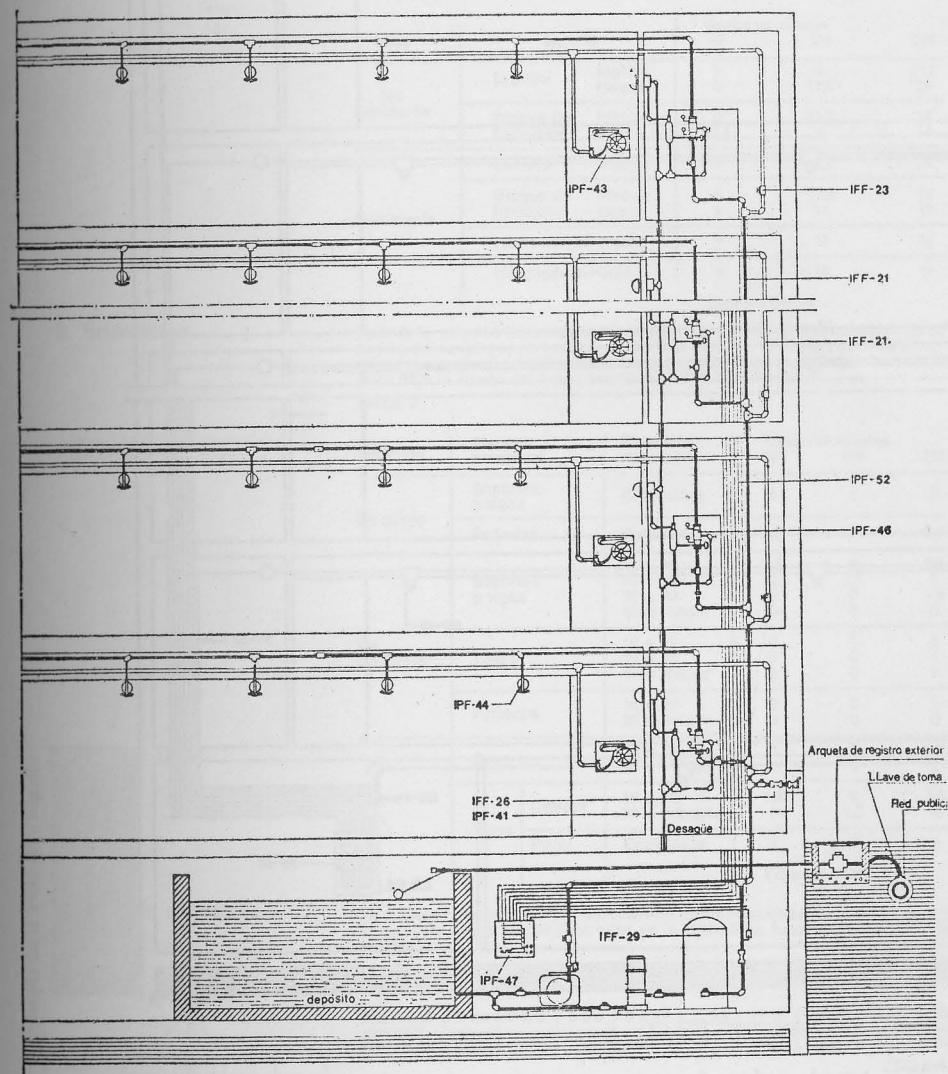 IPF-43
IFF-23
IFF-21
IFF-21
IPF-52
IPF-46
IPF-44
IFF-26
IPF-41
Desagüe
Arqueta de registro exterior
Llave de toma
Red public
IFF-29
IPF-47
depósito